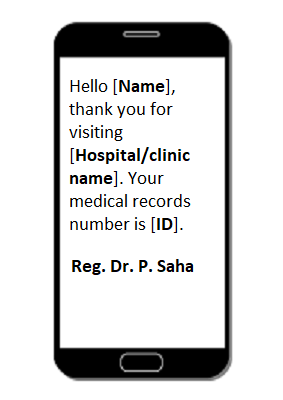 Hello [Name],
thank you for
visiting
[Hospital/clinic
name]. Your
medical records
number is [ID].
Reg. Dr. P. Saha